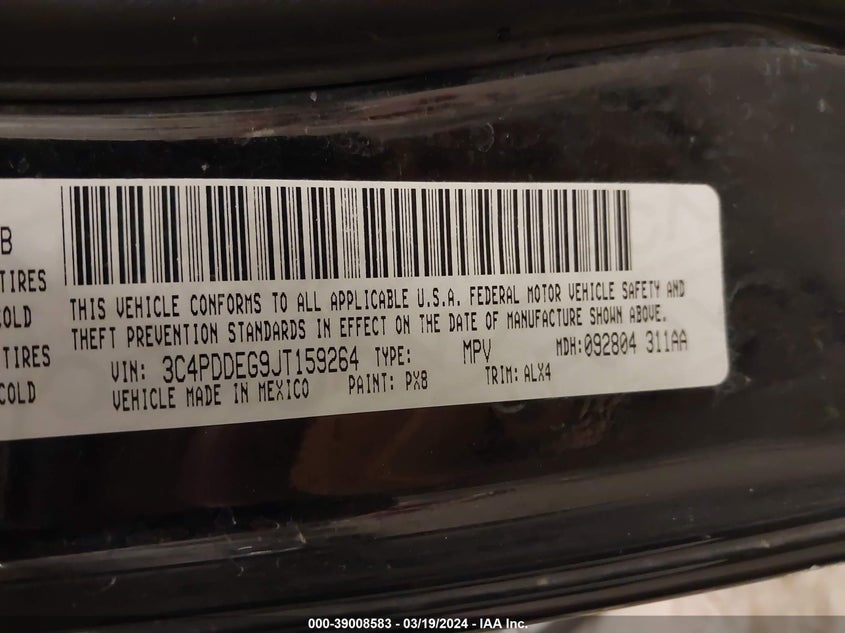 B
TIRES
COLD
TIRES
COLD
THIS VEHICLE CONFORMS TO ALL APPLICABLE U.S.A. FEDERAL MOTOR VEHICLE SAFETY AND
THEFT PREVENTION STANDARDS IN EFFECT ON THE DATE OF MANUFACTURE SHOWN ABOVE.
VIN: 3C4PDDEG9JT159264 TYPE: MPV MDH:092804 311AA
VEHICLE MADE IN MEXICO PAINT: PX8 TRIM: ALX4
000-39008583 - 03/19/2024 - IAA Inc.